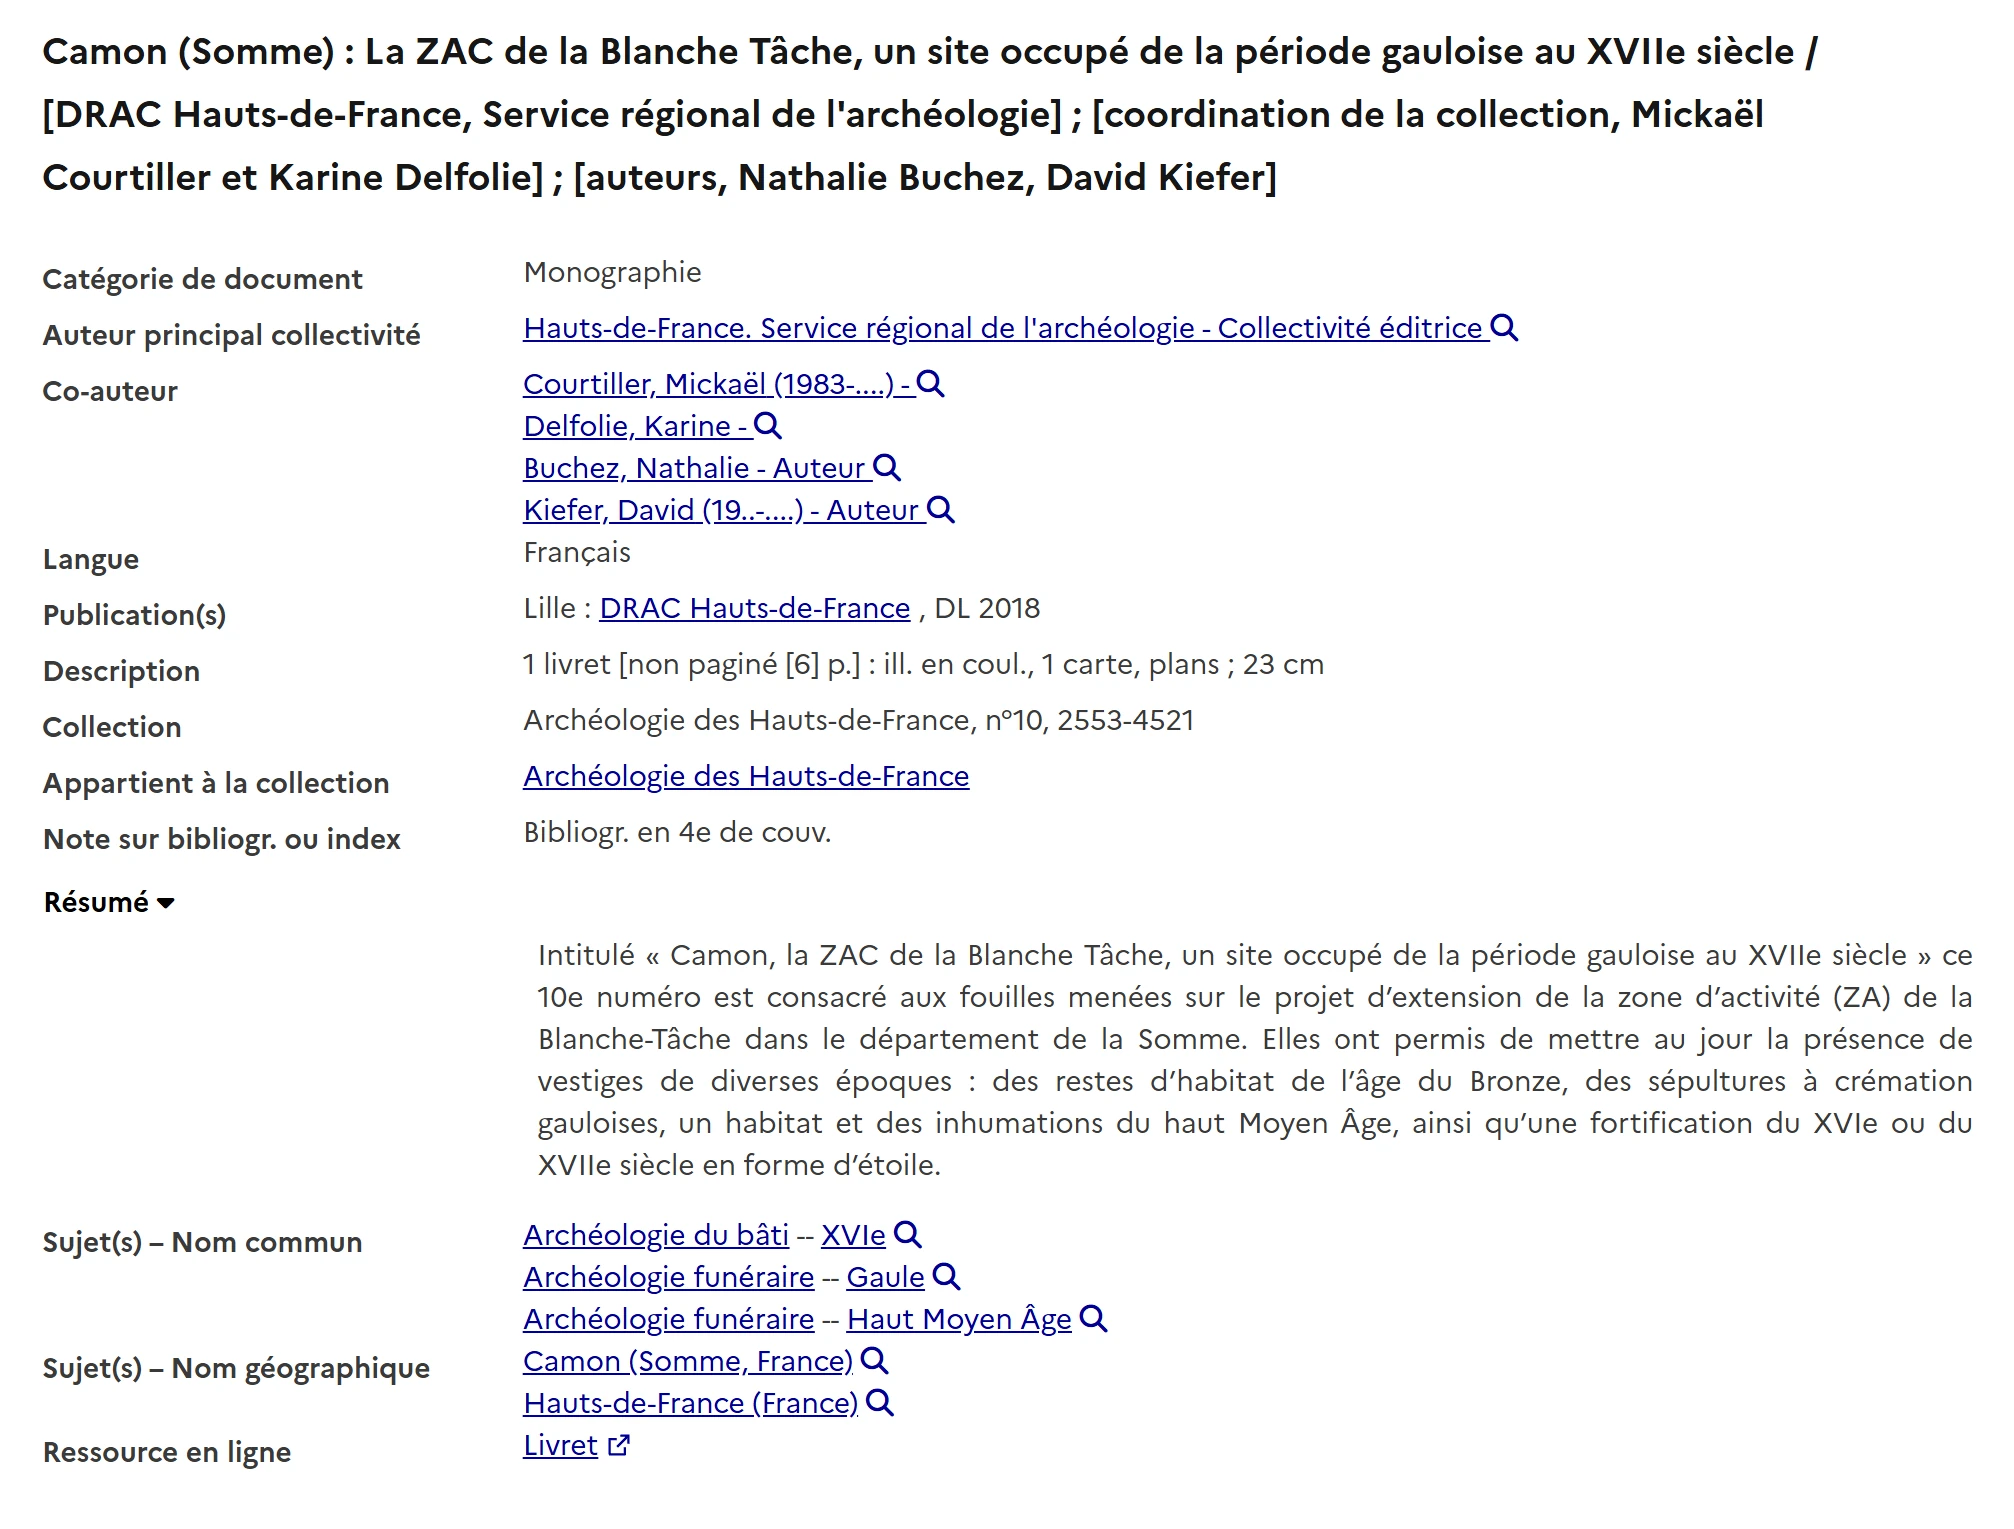 Camon (Somme) : La ZAC de la Blanche Tâche, un site occupé de la période gauloise au XVIIe siècle /
[DRAC Hauts-de-France, Service régional de l'archéologie] ; [coordination de la collection, Mickaël
Courtiller et Karine Delfolie] ; [auteurs, Nathalie Buchez, David Kiefer]
Catégorie de document Monographie
Auteur principal collectivité Hauts-de-France. Service régional de l'archéologie - Collectivité éditrice
Co-auteur Courtiller, Mickaël (1983-....) -
Delfolie, Karine -
Buchez, Nathalie - Auteur
Kiefer, David (19..-....) - Auteur
Langue Français
Publication(s) Lille : DRAC Hauts-de-France , DL 2018
Description 1 livret [non paginé [6] p.] : ill. en coul., 1 carte, plans ; 23 cm
Collection Archéologie des Hauts-de-France, n°10, 2553-4521
Appartient à la collection Archéologie des Hauts-de-France
Note sur bibliogr. ou index Bibliogr. en 4e de couv.
Résumé
Intitulé « Camon, la ZAC de la Blanche Tâche, un site occupé de la période gauloise au XVIIe siècle » ce
10e numéro est consacré aux fouilles menées sur le projet d’extension de la zone d’activité (ZA) de la
Blanche-Tâche dans le département de la Somme. Elles ont permis de mettre au jour la présence de
vestiges de diverses époques : des restes d’habitat de l’âge du Bronze, des sépultures à crémation
gauloises, un habitat et des inhumations du haut Moyen Âge, ainsi qu’une fortification du XVIe ou du
XVIIe siècle en forme d’étoile.
Sujet(s) – Nom commun Archéologie du bâti -- XVIe
Archéologie funéraire -- Gaule
Archéologie funéraire -- Haut Moyen Âge
Sujet(s) – Nom géographique Camon (Somme, France)
Hauts-de-France (France)
Ressource en ligne Livret